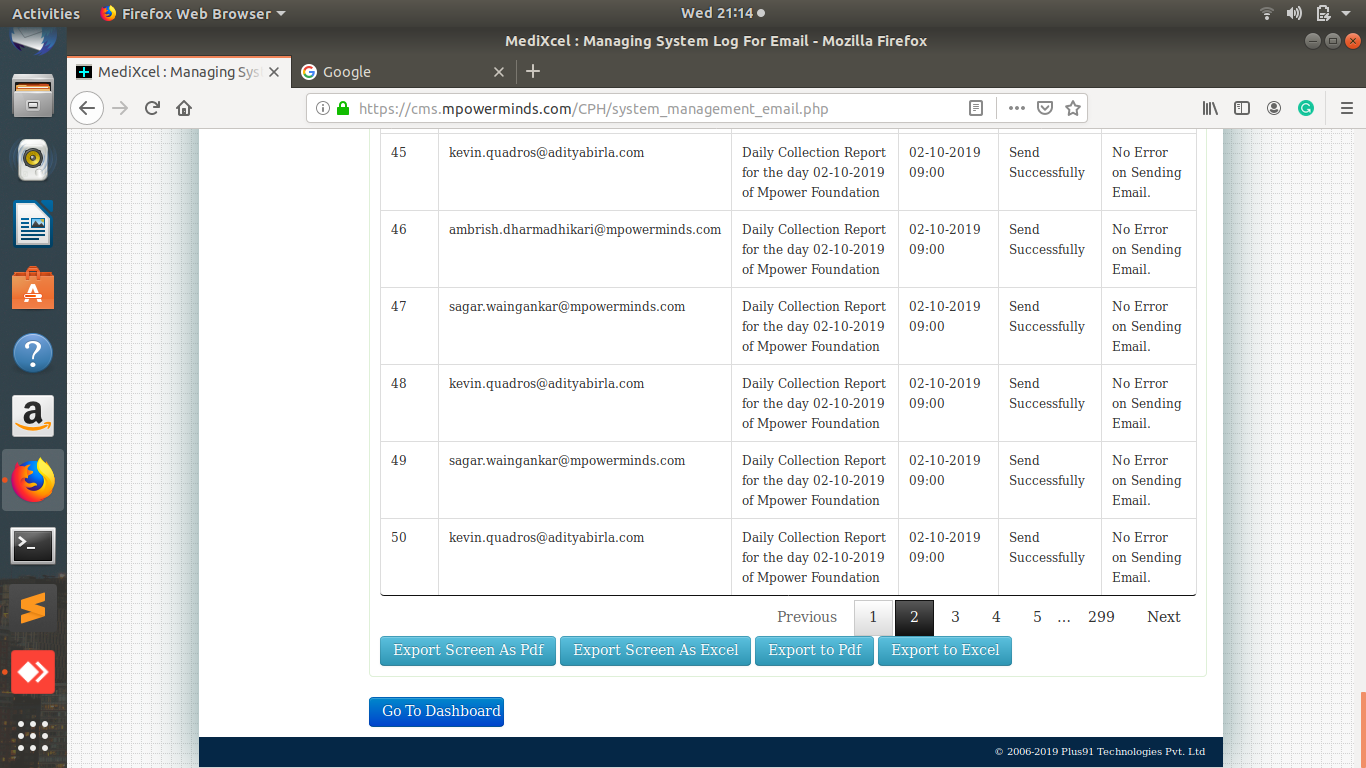 Activities Firefox Web Browser Wed 21:14
MediXcel : Managing System Log For Email - Mozilla Firefox
MediXcel : Managing Syst Google
https://cms.mpowerminds.com/CPH/system_management_email.php
45 kevin.quadros@adityabirla.com Daily Collection Report 02-10-2019 Send No Error
for the day 02-10-2019 09:00 Successfully on Sending
of Mpower Foundation Email.
46 ambrish.dharmadhikari@mpowerminds.com Daily Collection Report 02-10-2019 Send No Error
for the day 02-10-2019 09:00 Successfully on Sending
of Mpower Foundation Email.
47 sagar.waingankar@mpowerminds.com Daily Collection Report 02-10-2019 Send No Error
for the day 02-10-2019 09:00 Successfully on Sending
of Mpower Foundation Email.
48 kevin.quadros@adityabirla.com Daily Collection Report 02-10-2019 Send No Error
for the day 02-10-2019 09:00 Successfully on Sending
of Mpower Foundation Email.
49 sagar.waingankar@mpowerminds.com Daily Collection Report 02-10-2019 Send No Error
for the day 02-10-2019 09:00 Successfully on Sending
of Mpower Foundation Email.
50 kevin.quadros@adityabirla.com Daily Collection Report 02-10-2019 Send No Error
for the day 02-10-2019 09:00 Successfully on Sending
of Mpower Foundation Email.
Previous 1 2 3 4 5 ... 299 Next
Export Screen As Pdf Export Screen As Excel Export to Pdf Export to Excel
Go To Dashboard
© 2006-2019 Plus91 Technologies Pvt. Ltd